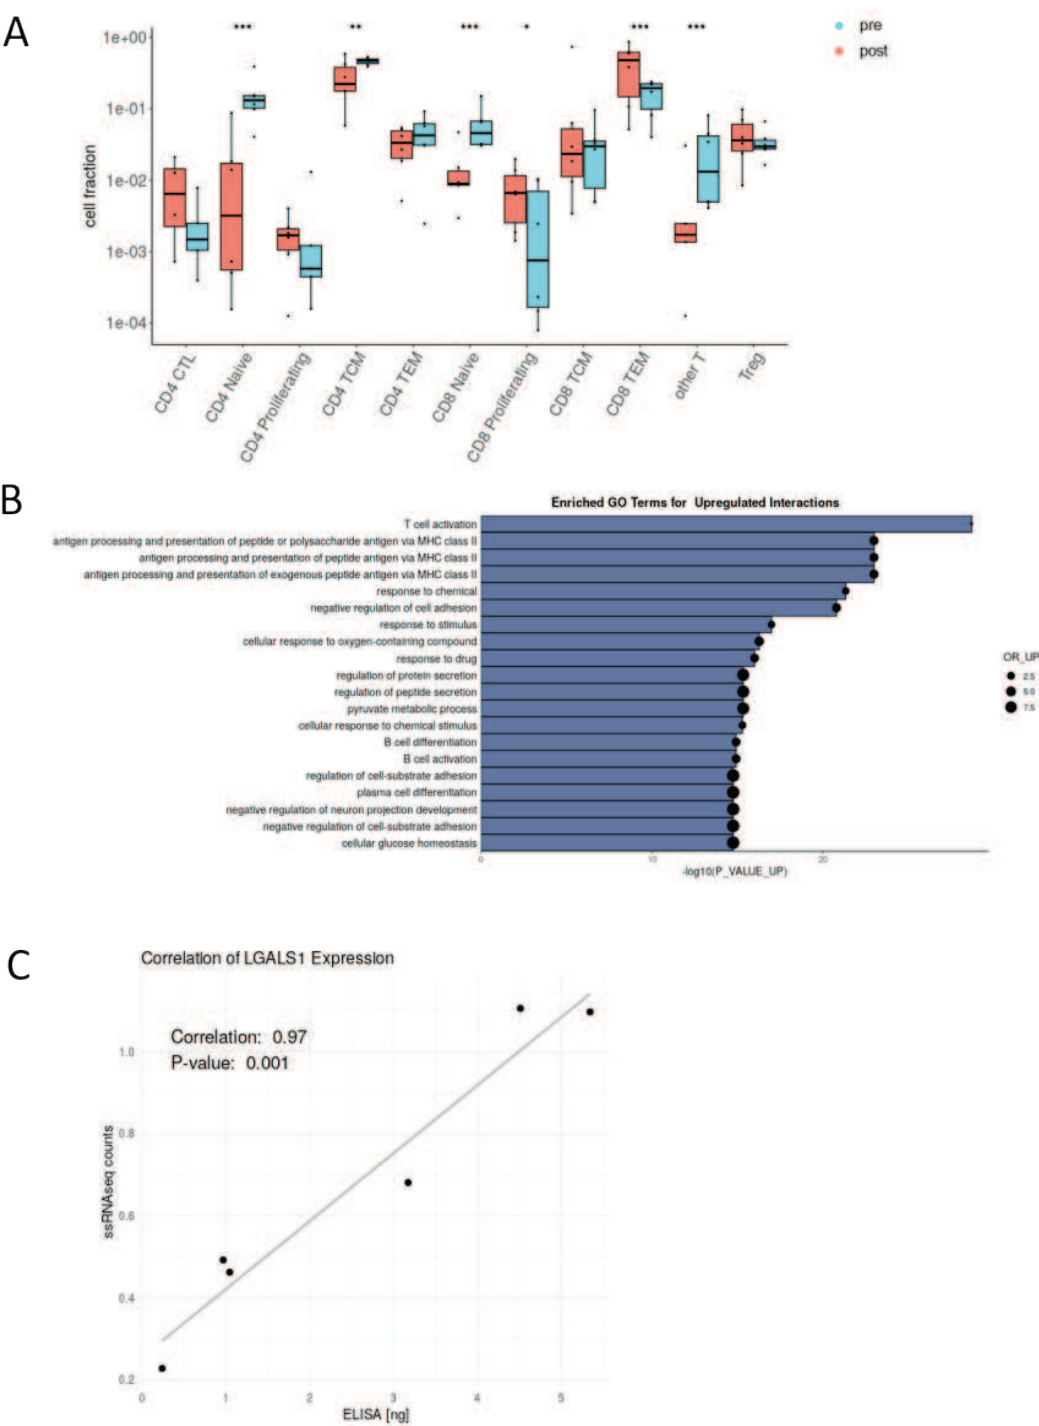 A
*** ** *** * *** ***
pre
post
1e+00
1e-01
1e-02
1e-03
1e-04
cell fraction
CD4 CTL
CD4 Naive
CD4 Proliferating
CD4 TCM
CD4 TEM
CD8 Naive
CD8 Proliferating
CD8 TCM
CD8 TEM
other T
Treg
B
Enriched GO Terms for Upregulated Interactions
T cell activation
antigen processing and presentation of peptide or polysaccharide antigen via MHC class II
antigen processing and presentation of peptide antigen via MHC class II
antigen processing and presentation of exogenous peptide antigen via MHC class II
response to chemical
negative regulation of cell adhesion
response to stimulus
cellular response to oxygen-containing compound
response to drug
regulation of protein secretion
regulation of peptide secretion
pyruvate metabolic process
cellular response to chemical stimulus
B cell differentiation
B cell activation
regulation of cell-substrate adhesion
plasma cell differentiation
negative regulation of neuron projection development
negative regulation of cell-substrate adhesion
cellular glucose homeostasis
0 10 20
-log10(P_VALUE_UP)
OR_UP
2.5
5.0
7.5
C
Correlation of LGALS1 Expression
Correlation: 0.97
P-value: 0.001
1.0
0.8
0.6
0.4
0.2
ssRNAseq counts
0 1 2 3 4 5
ELISA [ng]